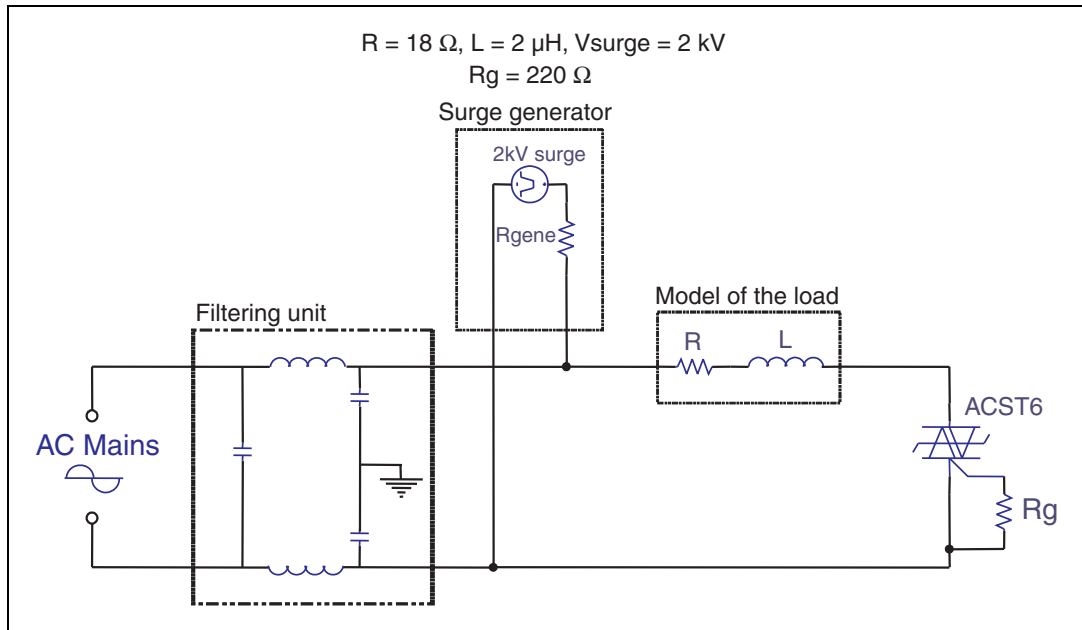 R = 18 Ω, L = 2 µH, Vsurge = 2 kV
Rg = 220 Ω
Surge generator
2kV surge
Rgene
Model of the load
Filtering unit
R L
ACST6
AC Mains
Rg